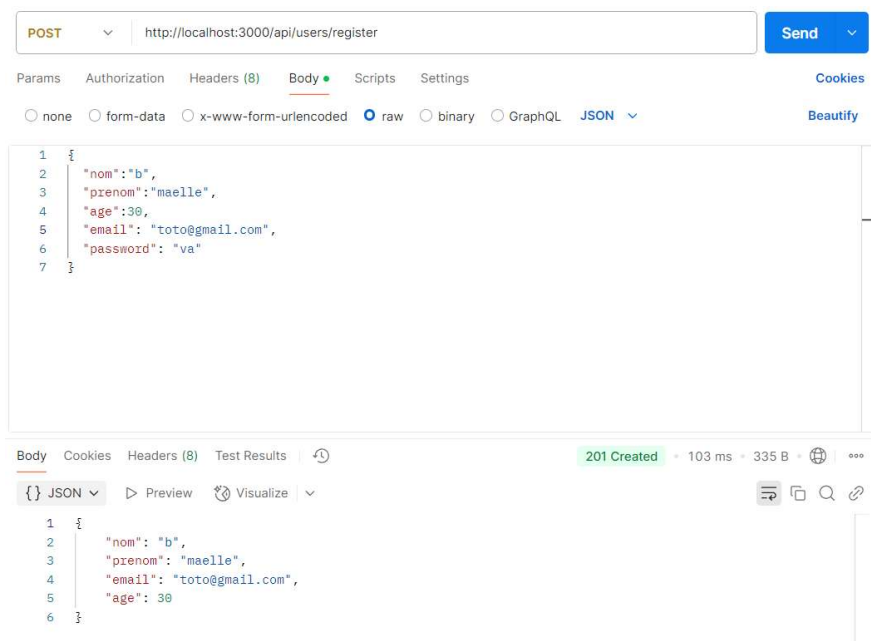 POST http://localhost:3000/api/users/register Send
Params Authorization Headers (8) Body Scripts Settings Cookies
none form-data x-www-form-urlencoded raw binary GraphQL JSON Beautify
1 {
2 "nom":"b",
3 "prenom":"maelle",
4 "age":30,
5 "email": "toto@gmail.com",
6 "password": "va"
7 }
Body Cookies Headers (8) Test Results 201 Created 103 ms 335 B
{} JSON Preview Visualize
1 {
2 "nom": "b",
3 "prenom": "maelle",
4 "email": "toto@gmail.com",
5 "age": 30
6 }